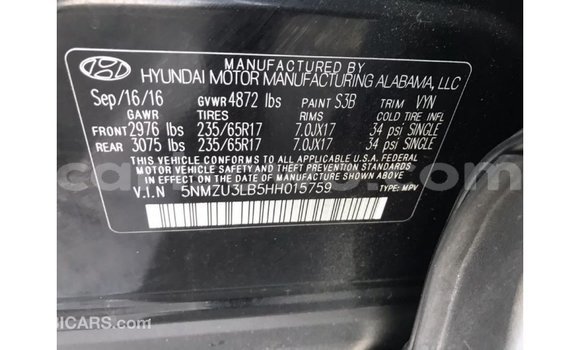 MANUFACTURED BY
HYUNDAI MOTOR MANUFACTURING ALABAMA, LLC
Sep/16/16 GVWR 4872 lbs PAINT S3B TRIM VYN
GAWR TIRES RIMS COLD TIRE INFL
FRONT 2976 lbs 235/65R17 7.0JX17 34 psi SINGLE
REAR 3075 lbs 235/65R17 7.0JX17 34 psi SINGLE
THIS VEHICLE CONFORMS TO ALL APPLICABLE U.S.A. FEDERAL
MOTOR VEHICLE SAFETY AND THEFT PREVENTION STANDARDS
IN EFFECT ON THE DATE OF MANUFACTURE SHOWN ABOVE.
V.I.N 5NMZU3LB5HH015759 TYPE: MPV
BICARS.com